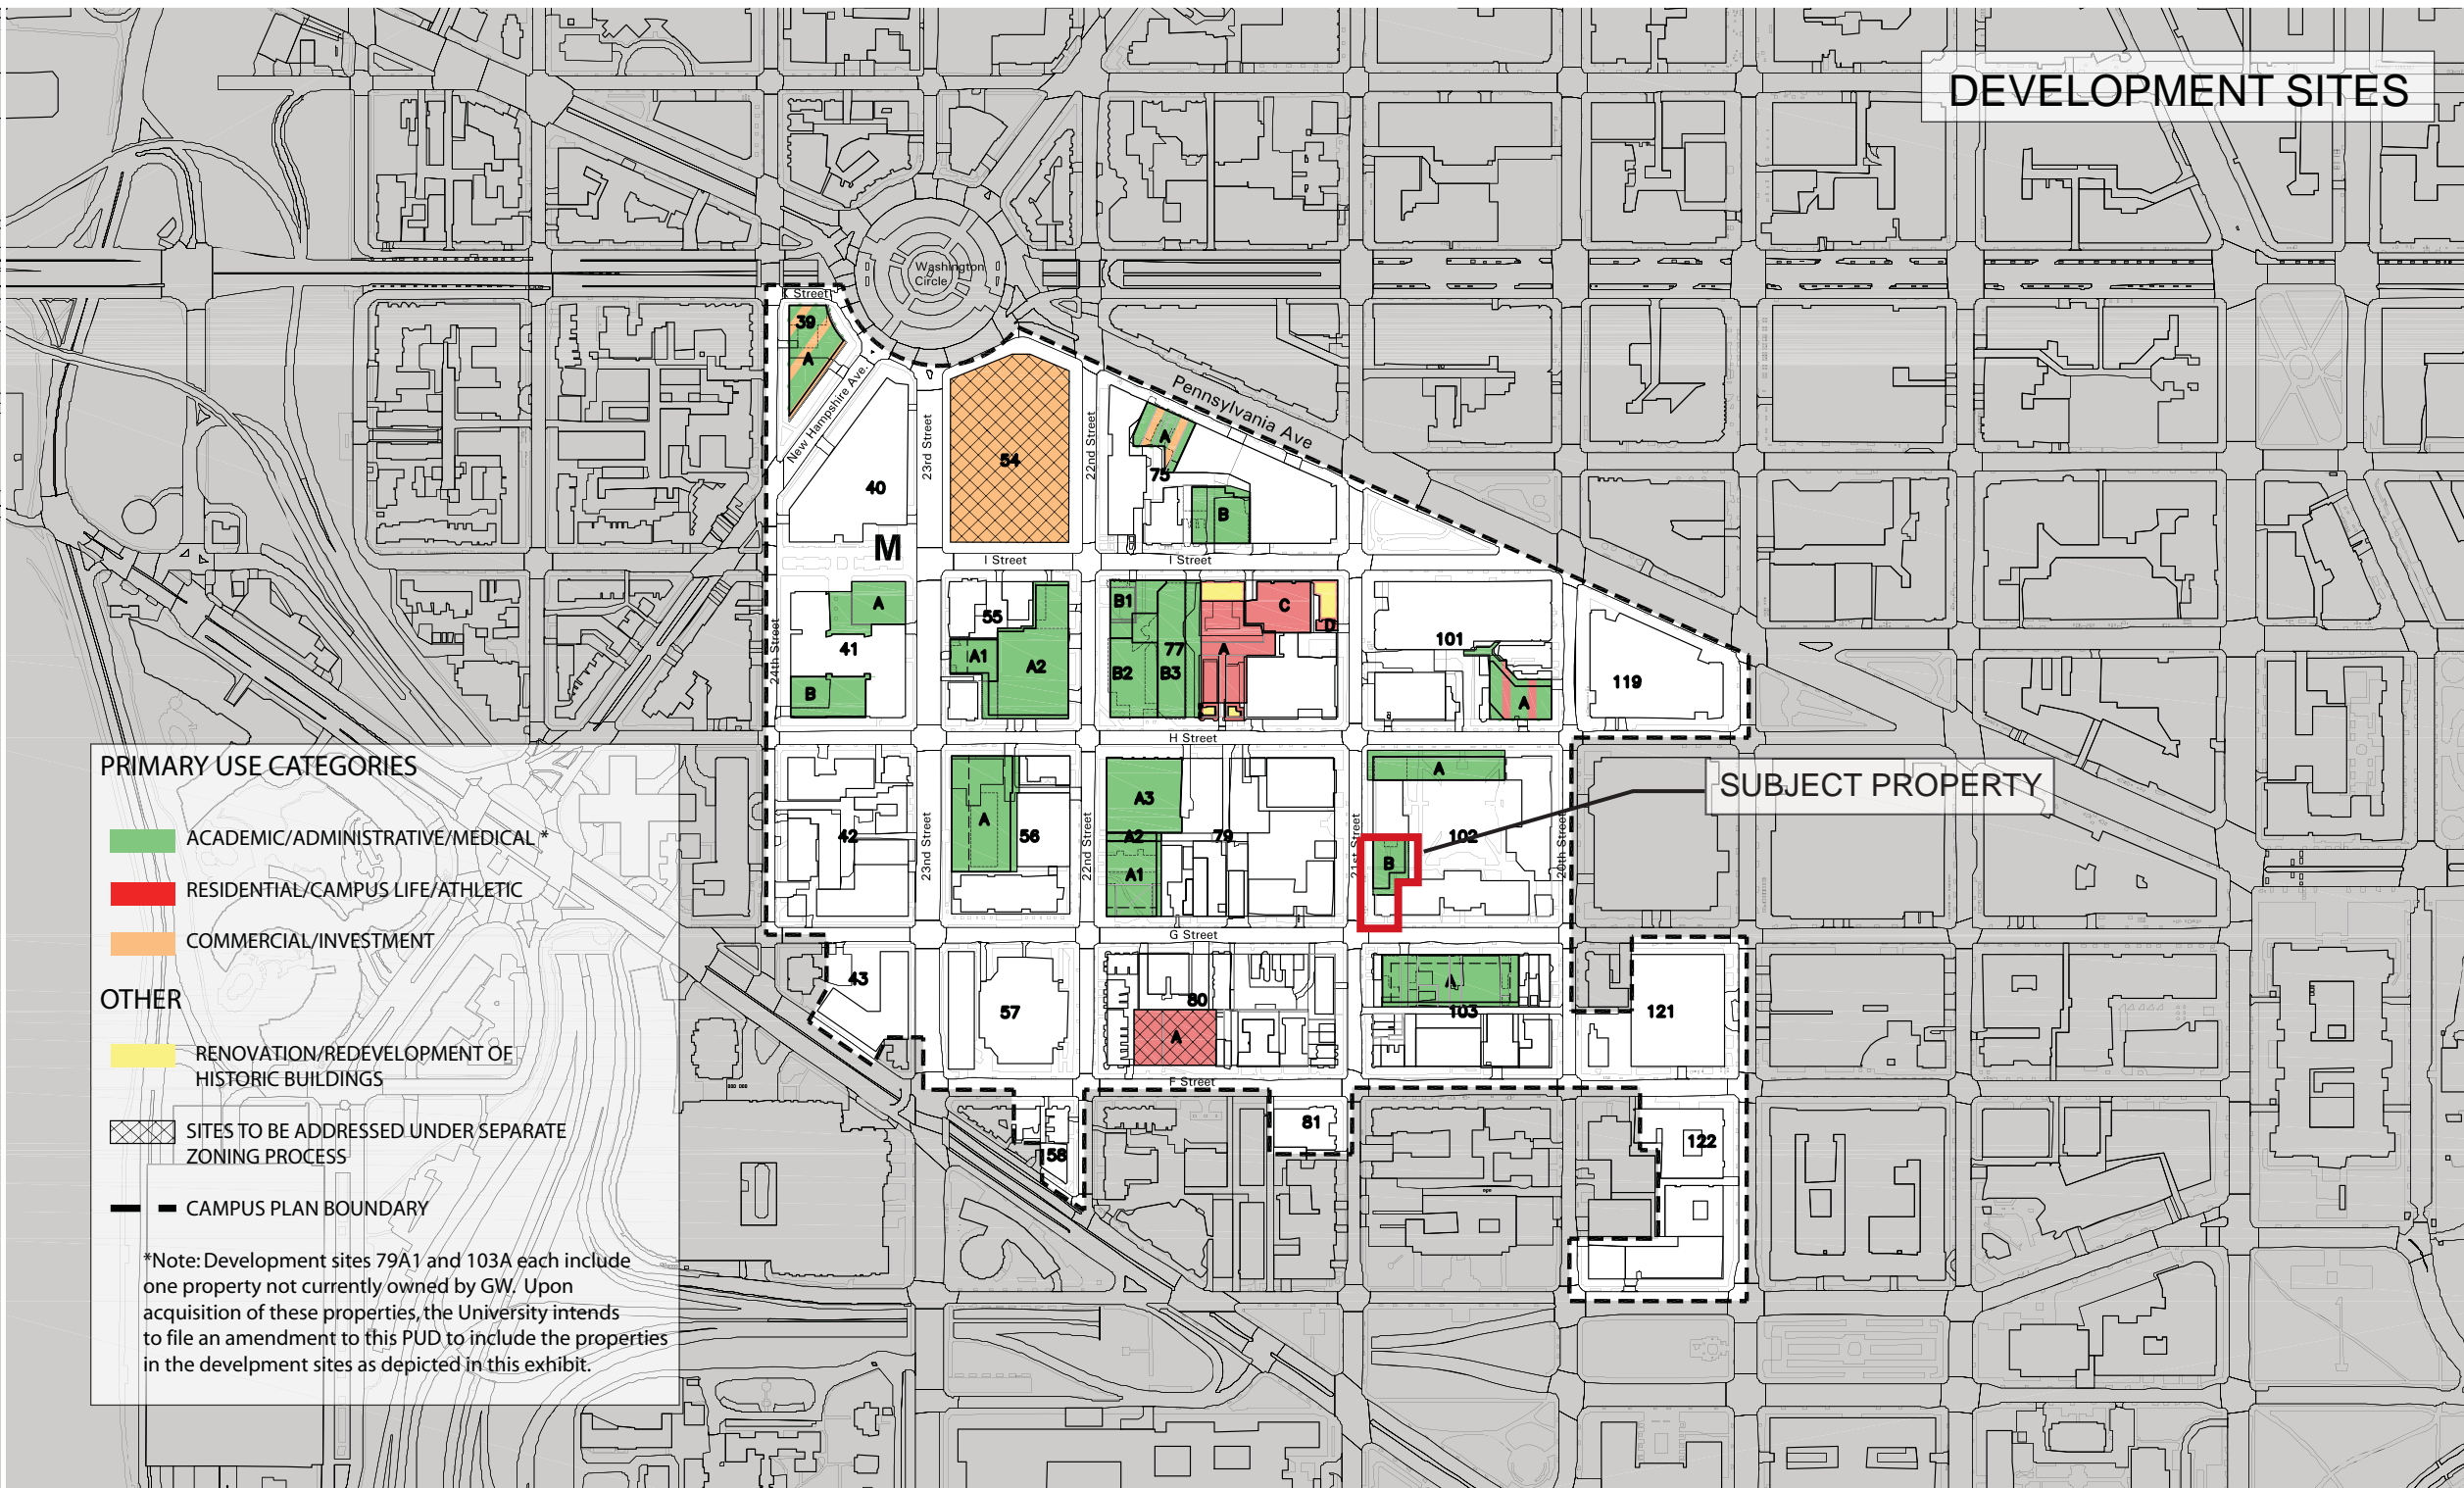 DEVELOPMENT SITES
Washington
Circle
K Street
39
A
New Hampshire Ave.
Pennsylvania Ave
23rd Street
22nd Street
54
A
75
40
B
M
I Street
I Street
A
55
B1
C
D
24th Street
41
A1
A2
77
A
B2
B3
101
119
B
A
H Street
SUBJECT PROPERTY
A
A3
A
42
56
A2
79
102
23nd Street
22nd Street
21st Street
20th Street
A1
B
G Street
43
57
80
A
A
103
121
F Street
58
81
122
PRIMARY USE CATEGORIES
ACADEMIC/ADMINISTRATIVE/MEDICAL *
RESIDENTIAL/CAMPUS LIFE/ATHLETIC
COMMERCIAL/INVESTMENT
OTHER
RENOVATION/REDEVELOPMENT OF
HISTORIC BUILDINGS
SITES TO BE ADDRESSED UNDER SEPARATE
ZONING PROCESS
CAMPUS PLAN BOUNDARY
*Note: Development sites 79A1 and 103A each include
one property not currently owned by GW. Upon
acquisition of these properties, the University intends
to file an amendment to this PUD to include the properties
in the develpment sites as depicted in this exhibit.